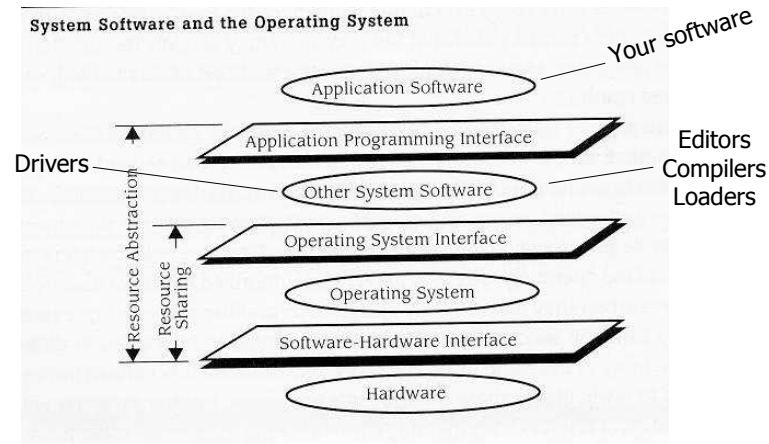 System Software and the Operating System
Your software
Application Software
Application Programming Interface
Drivers
Other System Software
Editors
Compilers
Loaders
Resource Abstraction
Resource
Sharing
Operating System Interface
Operating System
Software-Hardware Interface
Hardware